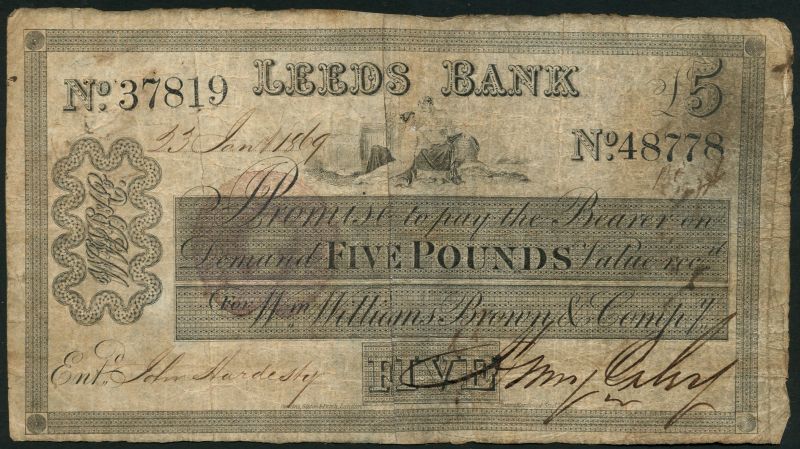 LEEDS BANK
No. 37819
£5
23 Jany 1869
No. 48778
I Promise to pay the Bearer on
Demand FIVE POUNDS Value recd
For Wm Williams Brown & Compy
Entd. John Hardesty
FIVE